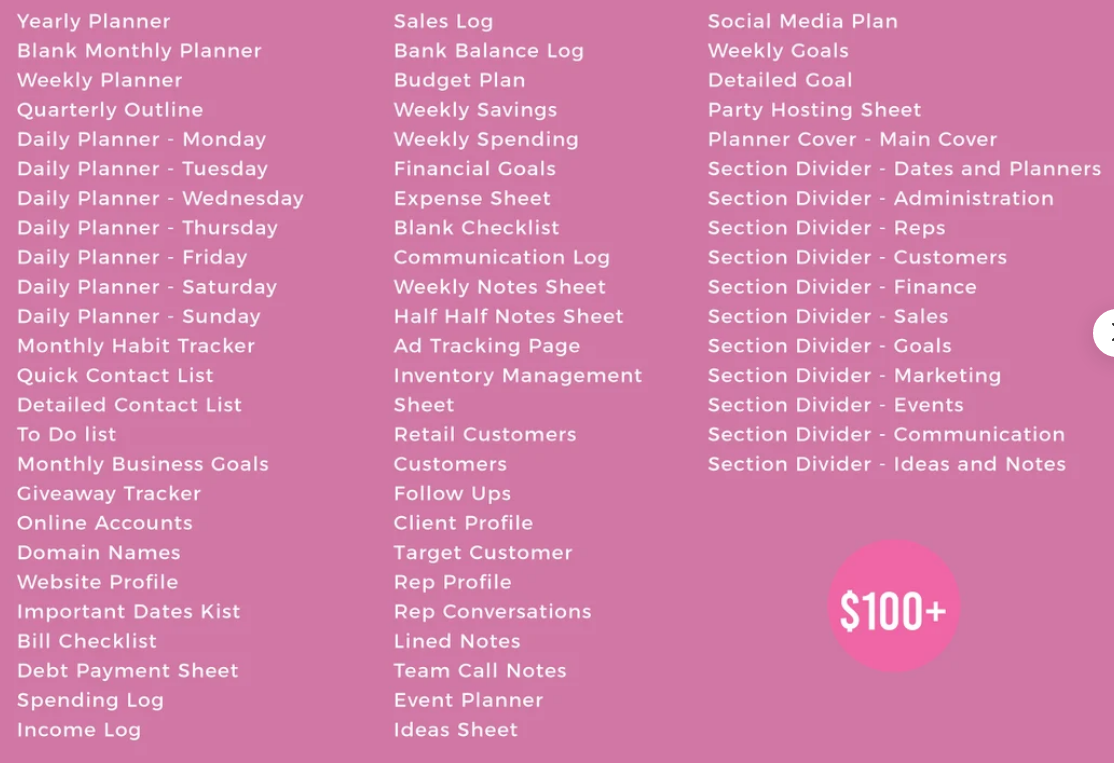 Yearly Planner
Blank Monthly Planner
Weekly Planner
Quarterly Outline
Daily Planner - Monday
Daily Planner - Tuesday
Daily Planner - Wednesday
Daily Planner - Thursday
Daily Planner - Friday
Daily Planner - Saturday
Daily Planner - Sunday
Monthly Habit Tracker
Quick Contact List
Detailed Contact List
To Do list
Monthly Business Goals
Giveaway Tracker
Online Accounts
Domain Names
Website Profile
Important Dates Kist
Bill Checklist
Debt Payment Sheet
Spending Log
Income Log
Sales Log
Bank Balance Log
Budget Plan
Weekly Savings
Weekly Spending
Financial Goals
Expense Sheet
Blank Checklist
Communication Log
Weekly Notes Sheet
Half Half Notes Sheet
Ad Tracking Page
Inventory Management
Sheet
Retail Customers
Customers
Follow Ups
Client Profile
Target Customer
Rep Profile
Rep Conversations
Lined Notes
Team Call Notes
Event Planner
Ideas Sheet
Social Media Plan
Weekly Goals
Detailed Goal
Party Hosting Sheet
Planner Cover - Main Cover
Section Divider - Dates and Planners
Section Divider - Administration
Section Divider - Reps
Section Divider - Customers
Section Divider - Finance
Section Divider - Sales
Section Divider - Goals
Section Divider - Marketing
Section Divider - Events
Section Divider - Communication
Section Divider - Ideas and Notes
$100+